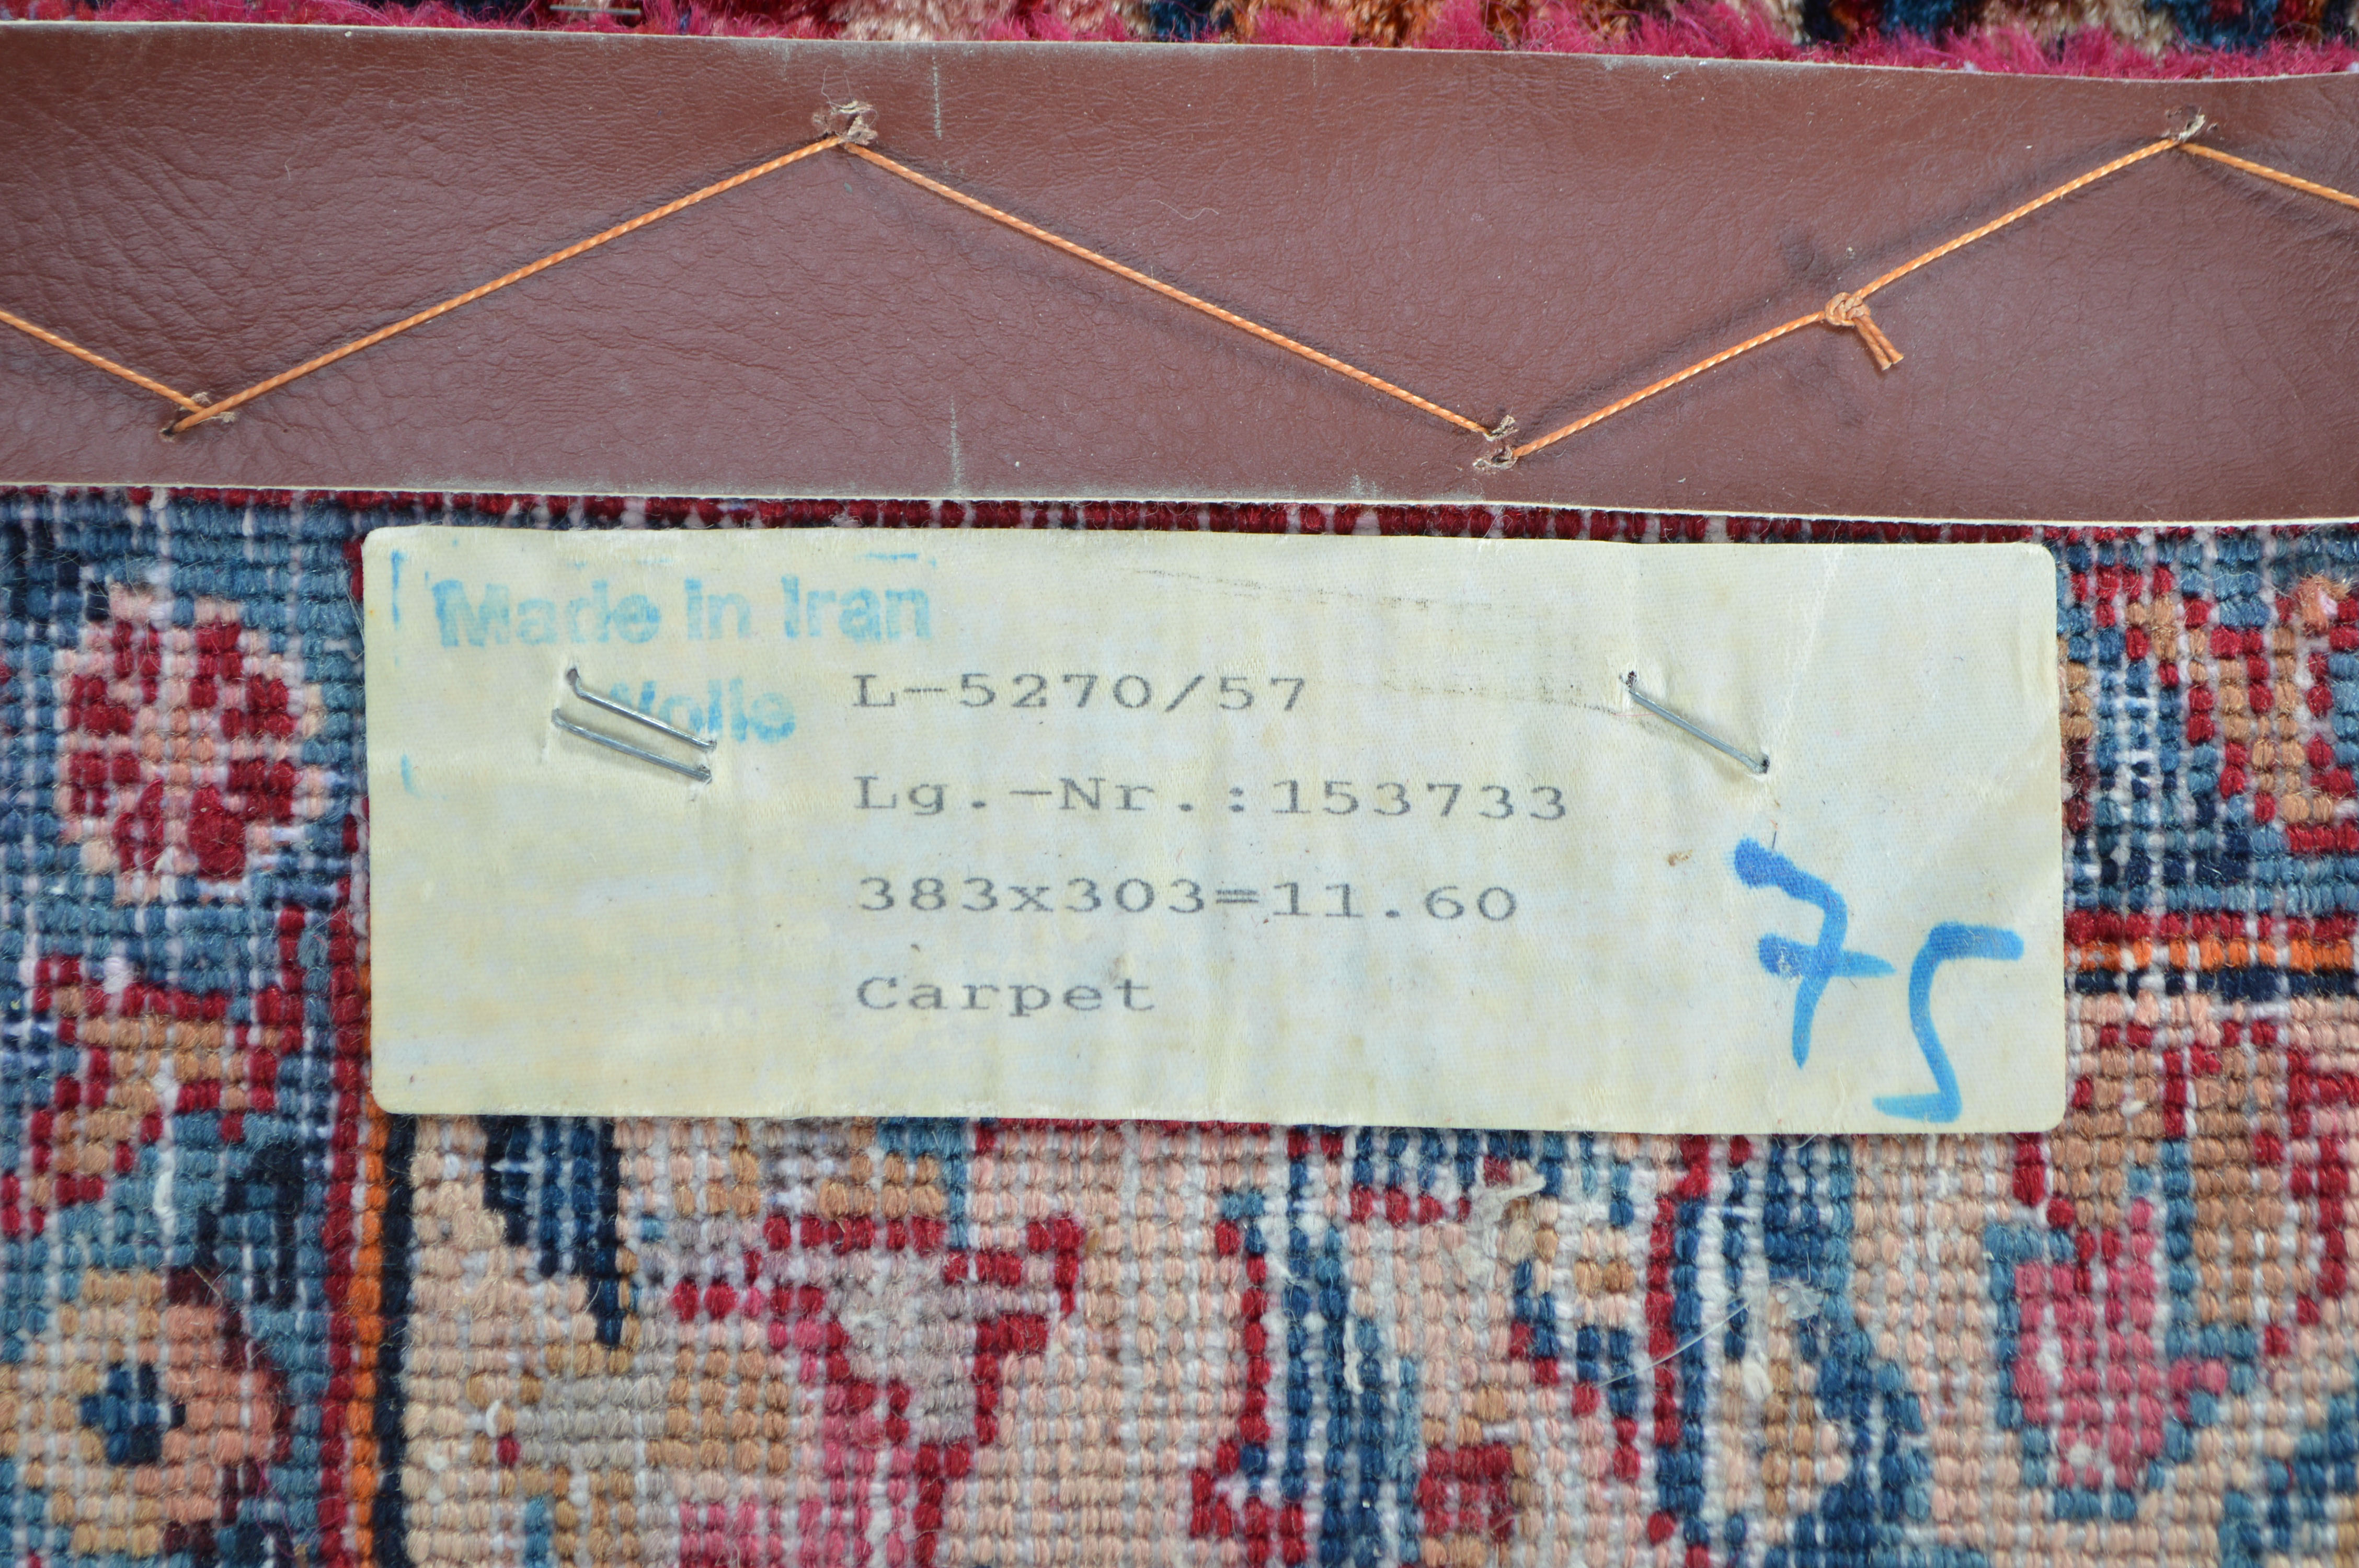 Made in Iran
Wolle
L-5270/57
Lg.-Nr.:153733
383x303=11.60
Carpet
75